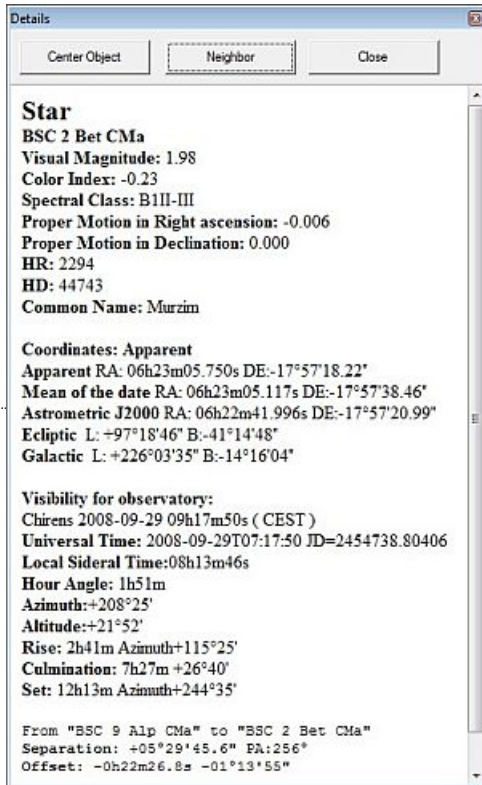 Details
Center Object Neighbor Close
Star
BSC 2 Bet CMa
Visual Magnitude: 1.98
Color Index: -0.23
Spectral Class: B1II-III
Proper Motion in Right ascension: -0.006
Proper Motion in Declination: 0.000
HR: 2294
HD: 44743
Common Name: Murzim
Coordinates: Apparent
Apparent RA: 06h23m05.750s DE:-17°57'18.22"
Mean of the date RA: 06h23m05.117s DE:-17°57'38.46"
Astrometric J2000 RA: 06h22m41.996s DE:-17°57'20.99"
Ecliptic L: +97°18'46" B:-41°14'48"
Galactic L: +226°03'35" B:-14°16'04"
Visibility for observatory:
Chirens 2008-09-29 09h17m50s ( CEST )
Universal Time: 2008-09-29T07:17:50 JD=2454738.80406
Local Sideral Time:08h13m46s
Hour Angle: 1h51m
Azimuth:+208°25'
Altitude:+21°52'
Rise: 2h41m Azimuth+115°25'
Culmination: 7h27m +26°40'
Set: 12h13m Azimuth+244°35'
From "BSC 9 Alp CMa" to "BSC 2 Bet CMa"
Separation: +05°29'45.6" PA:256°
Offset: -0h22m26.8s -01°13'55"